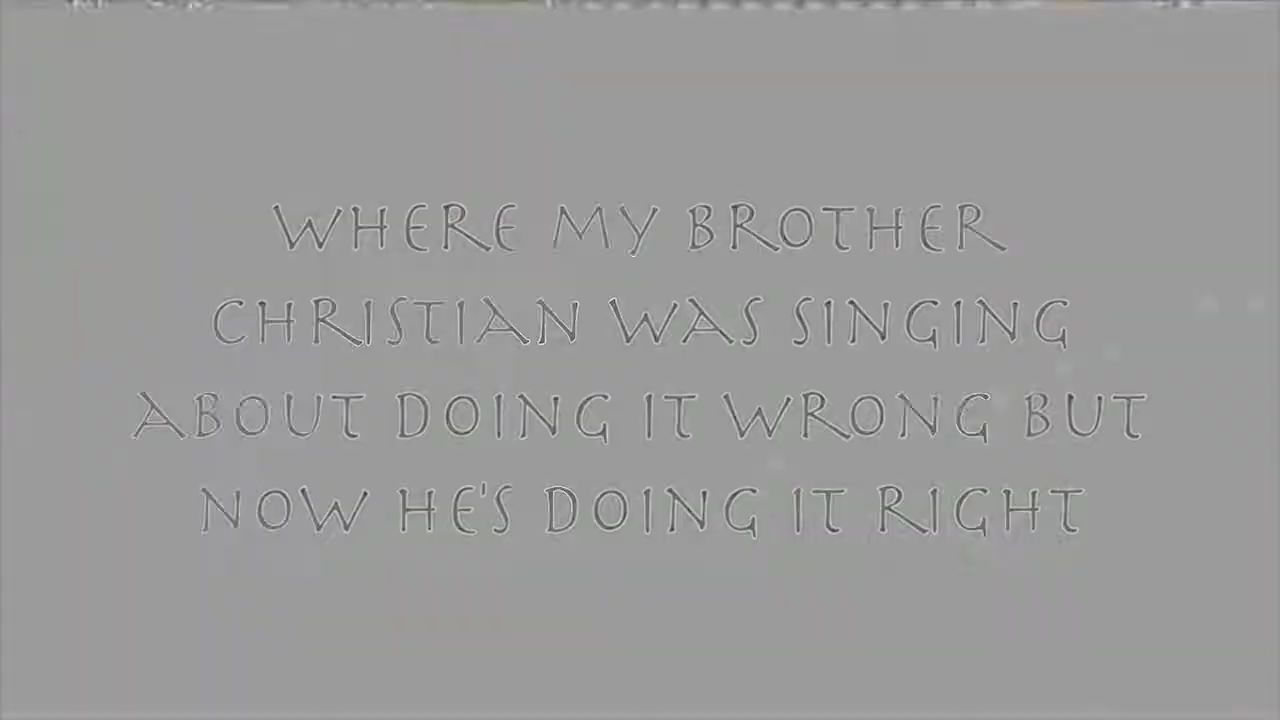 WHERE MY BROTHER
CHRISTIAN WAS SINGING
ABOUT DOING IT WRONG BUT
NOW HE'S DOING IT RIGHT